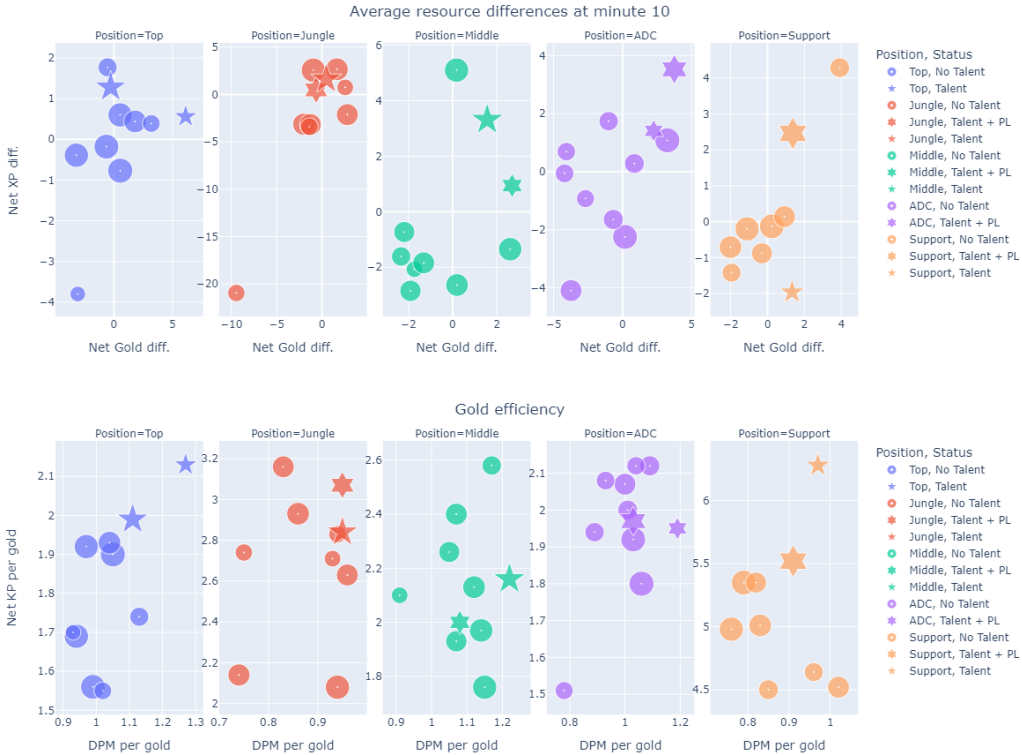 Average resource differences at minute 10
Position=Top
Position=Jungle
Position=Middle
Position=ADC
Position=Support
Net XP diff.
2
1
0
−1
−2
−3
−4
5
0
−5
−10
−15
−20
6
4
2
0
−2
4
2
0
−2
−4
4
3
2
1
0
−1
−2
0
5
−10
−5
0
−2
0
2
−5
0
5
−2
0
2
4
Net Gold diff.
Net Gold diff.
Net Gold diff.
Net Gold diff.
Net Gold diff.
Position, Status
Top, No Talent
Top, Talent
Jungle, No Talent
Jungle, Talent + PL
Jungle, Talent
Middle, No Talent
Middle, Talent + PL
Middle, Talent
ADC, No Talent
ADC, Talent + PL
Support, No Talent
Support, Talent + PL
Support, Talent
Gold efficiency
Position=Top
Position=Jungle
Position=Middle
Position=ADC
Position=Support
Net KP per gold
2.1
2
1.9
1.8
1.7
1.6
1.5
3.2
3
2.8
2.6
2.4
2.2
2
2.6
2.4
2.2
2
1.8
2.1
2
1.9
1.8
1.7
1.6
1.5
6
5.5
5
4.5
0.9
1
1.1
1.2
1.3
0.7
0.8
0.9
0.9
1
1.1
1.2
0.8
1
1.2
0.8
0.9
1
DPM per gold
DPM per gold
DPM per gold
DPM per gold
DPM per gold
Position, Status
Top, No Talent
Top, Talent
Jungle, No Talent
Jungle, Talent + PL
Jungle, Talent
Middle, No Talent
Middle, Talent + PL
Middle, Talent
ADC, No Talent
ADC, Talent + PL
Support, No Talent
Support, Talent + PL
Support, Talent